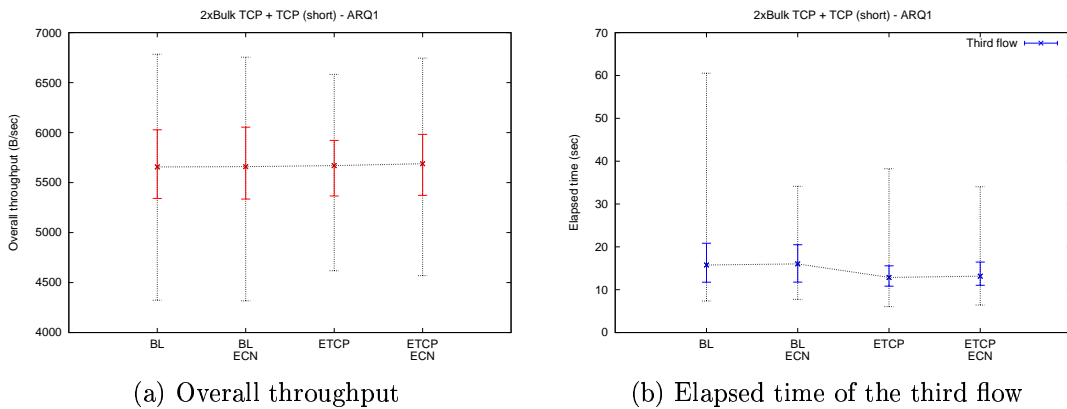 2xBulk TCP + TCP (short) - ARQ1
7000
6500
6000
5500
5000
4500
4000
Overall throughput (B/sec)
BL
BL
ECN
ETCP
ETCP
ECN
(a) Overall throughput
2xBulk TCP + TCP (short) - ARQ1
Third flow
70
60
50
40
30
20
10
0
Elapsed time (sec)
BL
BL
ECN
ETCP
ETCP
ECN
(b) Elapsed time of the third flow